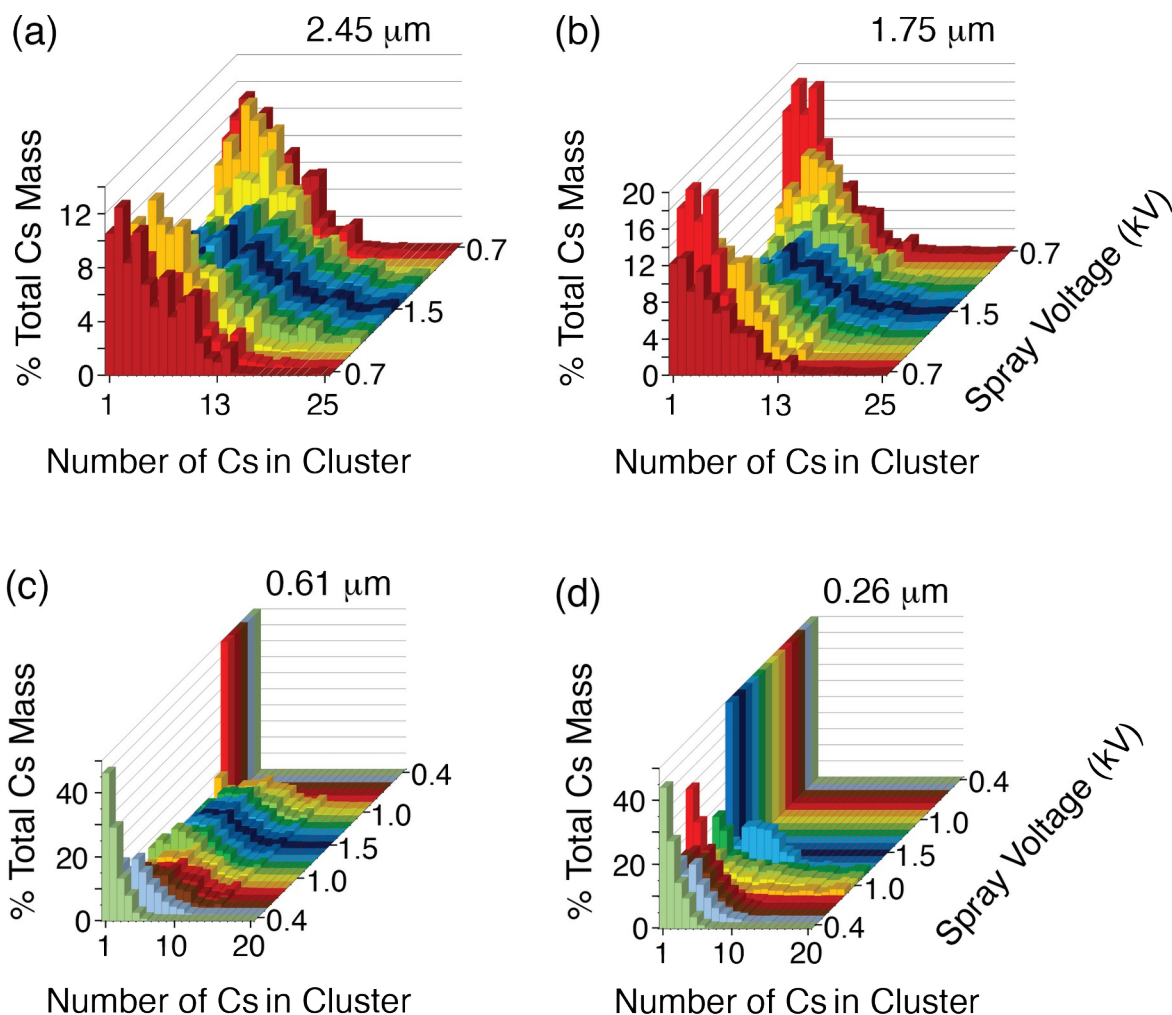 (a)
2.45 μm
% Total Cs Mass
12
8
4
0
1
13
25
0.7
1.5
0.7
Number of Cs in Cluster
(b)
1.75 μm
% Total Cs Mass
20
16
12
8
4
0
1
13
25
0.7
1.5
0.7
Spray Voltage (kV)
Number of Cs in Cluster
(c)
0.61 μm
% Total Cs Mass
40
20
0
1
10
20
0.4
1.0
1.5
1.0
0.4
Number of Cs in Cluster
(d)
0.26 μm
% Total Cs Mass
40
20
0
1
10
20
0.4
1.0
1.5
1.0
0.4
Spray Voltage (kV)
Number of Cs in Cluster